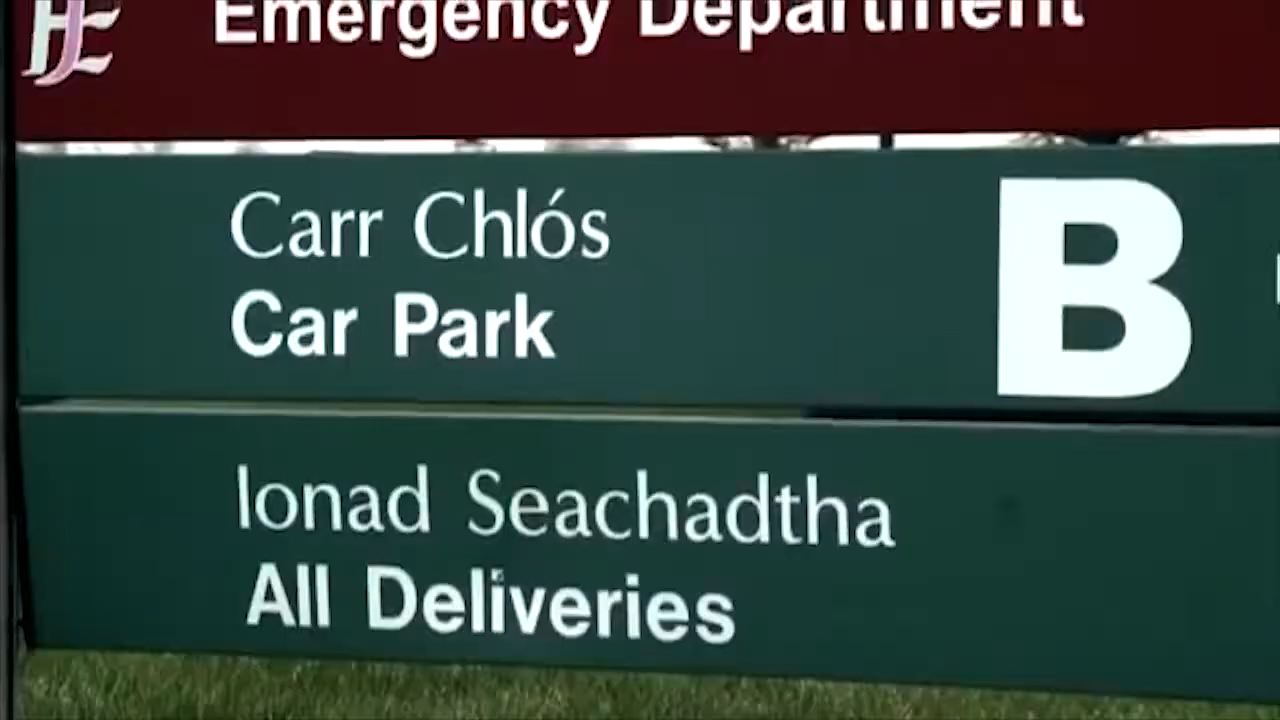 Emergency Department
Carr Chlós
Car Park
B
Ionad Seachadtha
All Deliveries